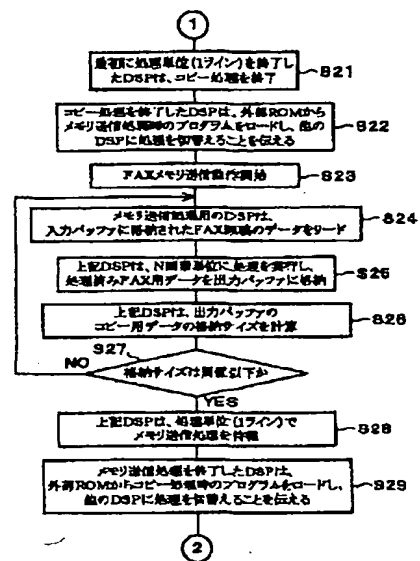 1
最初に処理単位(1ライン)を終了し
たDSPは、コピー処理を終了
S21
コピー処理を終了したDSPは、外部ROMから
メモリ送信処理時のプログラムをロードし、他の
DSPに処理を切替えることを伝える
S22
FAXメモリ送信動作開始
S23
メモリ送信処理用のDSPは、
入力バッファに格納されたFAX原稿のデータをリード
S24
上記DSPは、N画素単位に処理を実行し、
処理済みFAX用データを出力バッファに格納
S25
上記DSPは、出力バッファの
コピー用データの格納サイズを計算
S26
S27
NO
格納サイズは閾値以下か
YES
上記DSPは、処理単位(1ライン)で
メモリ送信処理を待機
S28
メモリ送信処理を終了したDSPは、
外部ROMからコピー処理時のプログラムをロードし、
他のDSPに処理を切替えることを伝える
S29
2